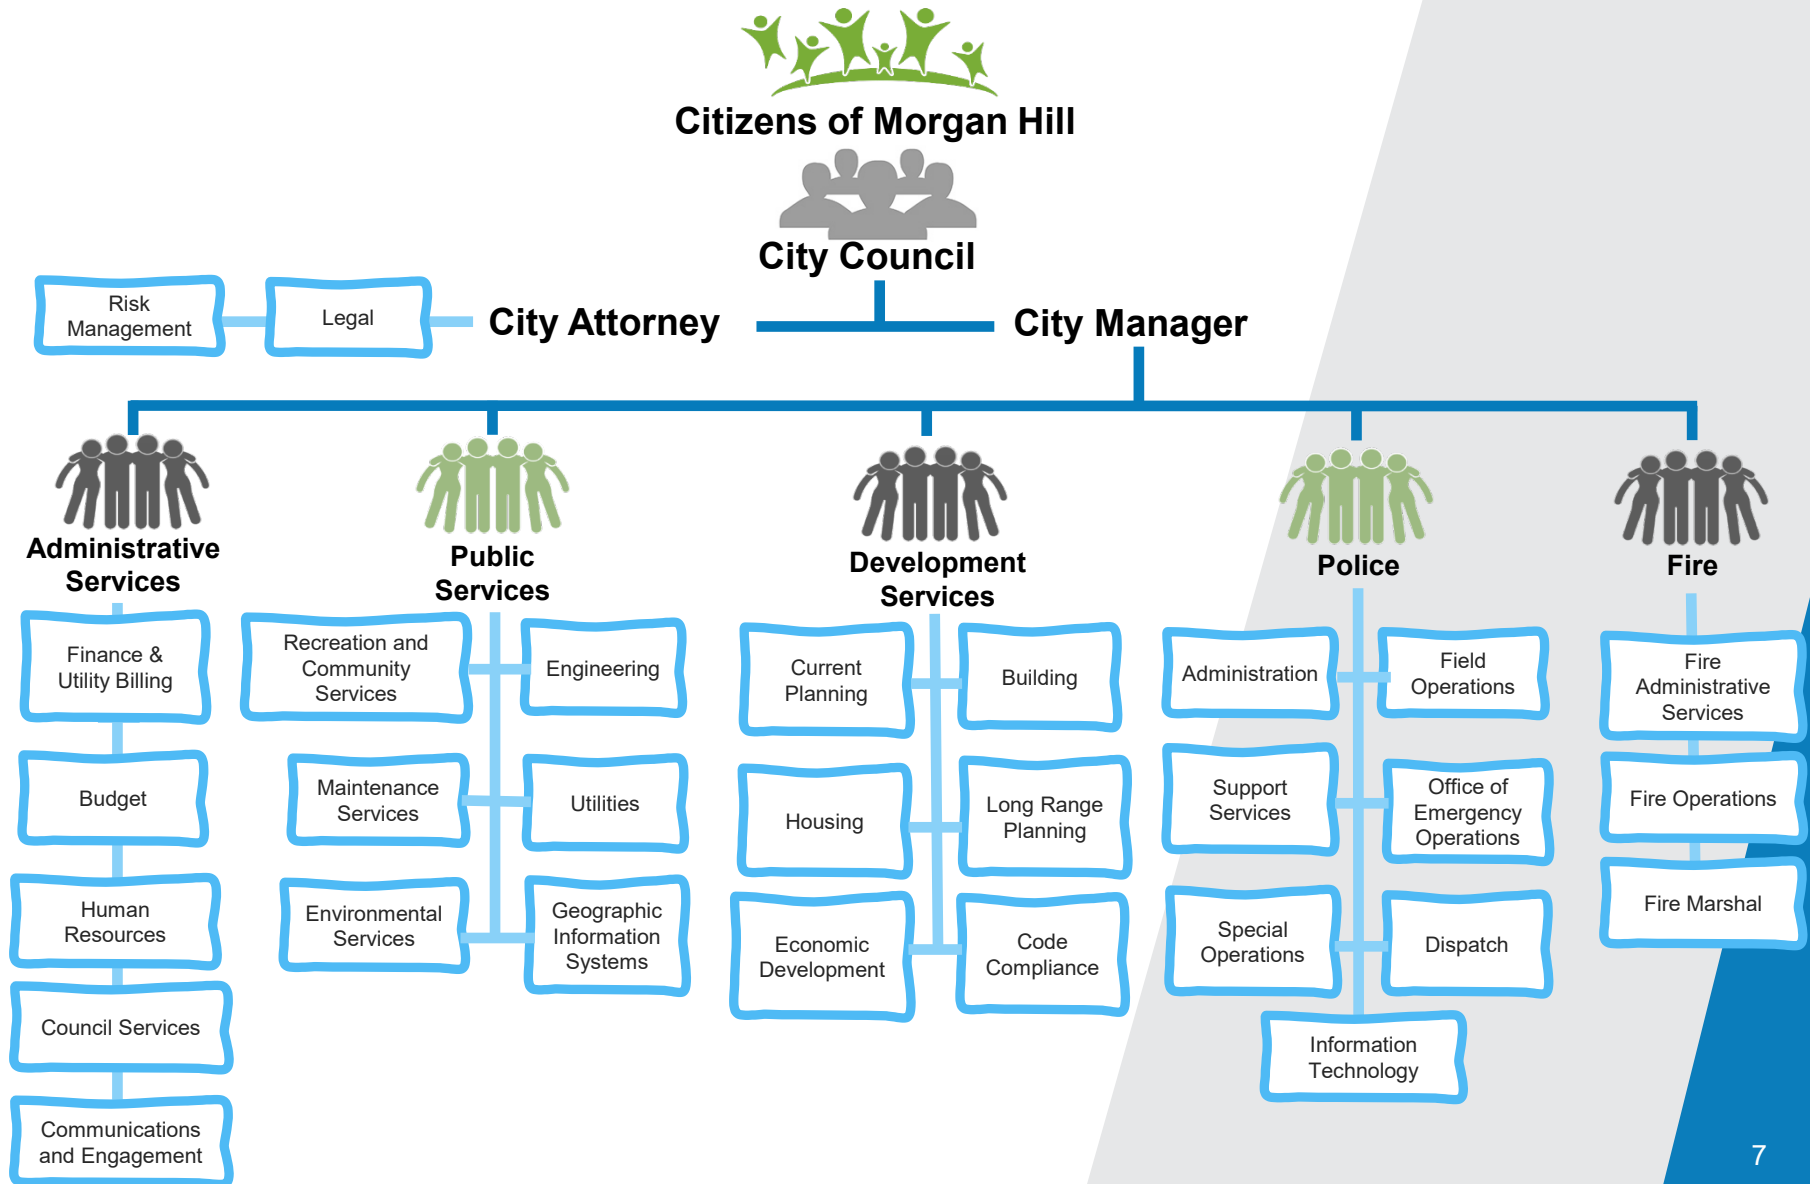 Citizens of Morgan Hill
City Council
Risk
Management
Legal
City Attorney
City Manager
Administrative
Services
Finance &
Utility Billing
Budget
Human
Resources
Council Services
Communications
and Engagement
Public
Services
Recreation and
Community
Services
Engineering
Maintenance
Services
Utilities
Environmental
Services
Geographic
Information
Systems
Development
Services
Current
Planning
Building
Housing
Long Range
Planning
Economic
Development
Code
Compliance
Police
Administration
Field
Operations
Support
Services
Office of
Emergency
Operations
Special
Operations
Dispatch
Information
Technology
Fire
Fire
Administrative
Services
Fire Operations
Fire Marshal
7